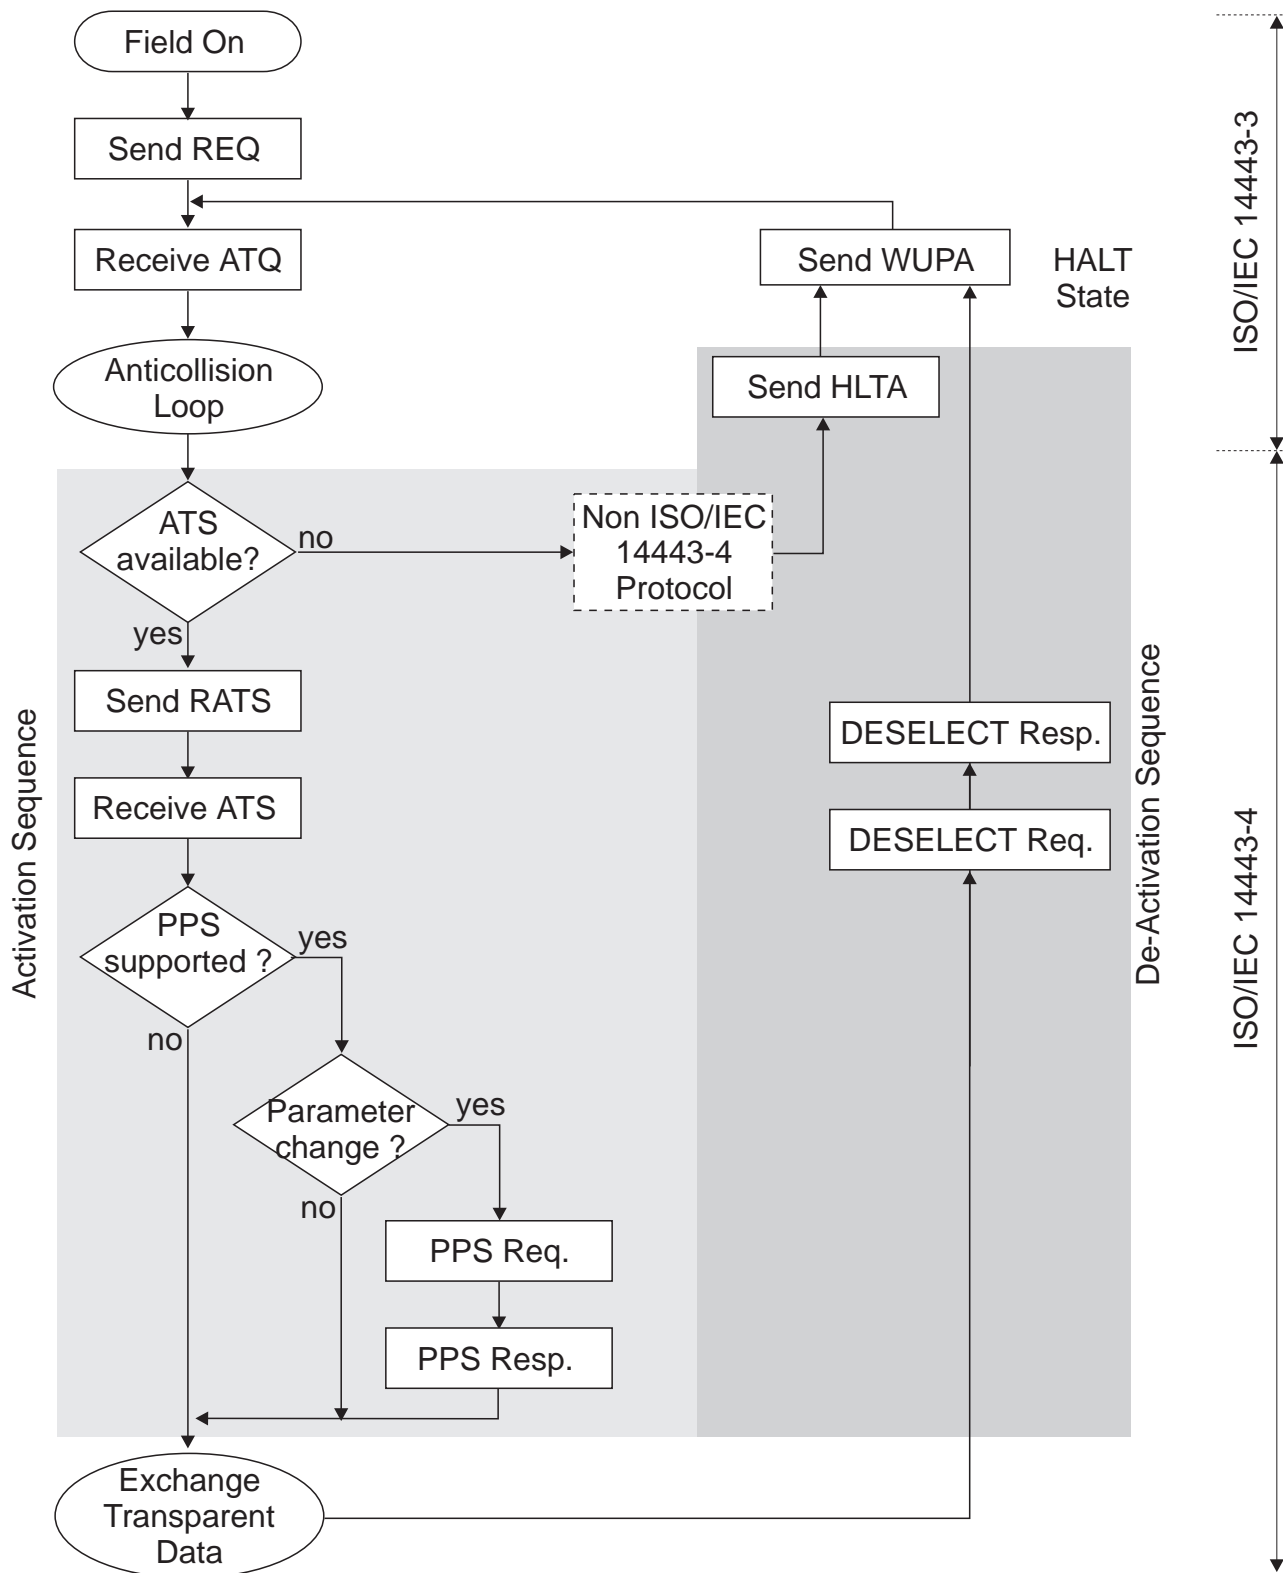 Field On
Send REQ
Receive ATQ
Send WUPA
HALT
State
ISO/IEC 14443-3
Anticollision
Loop
Send HLTA
ATS
available?
no
Non ISO/IEC
14443-4
Protocol
yes
Send RATS
Receive ATS
DESELECT Resp.
DESELECT Req.
Activation Sequence
De-Activation Sequence
ISO/IEC 14443-4
PPS
supported ?
yes
no
Parameter
change ?
yes
no
PPS Req.
PPS Resp.
Exchange
Transparent
Data